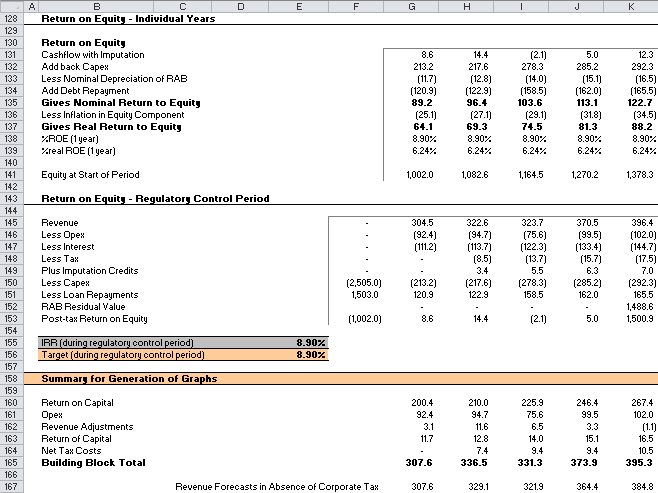 A B C D E F G H I J K
128 Return on Equity - Individual Years
129
130 Return on Equity
131 Cashflow with Imputation 8.6 14.4 (2.1) 5.0 12.3
132 Add back Capex 213.2 217.6 278.3 285.2 292.3
133 Less Nominal Depreciation of RAB (11.7) (12.8) (14.0) (15.1) (16.5)
134 Add Debt Repayment (120.9) (122.9) (158.5) (162.0) (165.5)
135 Gives Nominal Return to Equity 89.2 96.4 103.6 113.1 122.7
136 Less Inflation in Equity Component (25.1) (27.1) (29.1) (31.8) (34.5)
137 Gives Real Return to Equity 64.1 69.3 74.5 81.3 88.2
138 %ROE (1 year) 8.90% 8.90% 8.90% 8.90% 8.90%
139 %real ROE (1 year) 6.24% 6.24% 6.24% 6.24% 6.24%
140
141 Equity at Start of Period 1,002.0 1,082.6 1,164.5 1,270.2 1,378.3
142
143 Return on Equity - Regulatory Control Period
144
145 Revenue - 304.5 322.6 323.7 370.5 396.4
146 Less Opex - (92.4) (94.7) (75.6) (99.5) (102.0)
147 Less Interest - (111.2) (113.7) (122.3) (133.4) (144.7)
148 Less Tax - - (8.5) (13.7) (15.7) (17.5)
149 Plus Imputation Credits - - 3.4 5.5 6.3 7.0
150 Less Capex (2,505.0) (213.2) (217.6) (278.3) (285.2) (292.3)
151 Less Loan Repayments 1,503.0 120.9 122.9 158.5 162.0 165.5
152 RAB Residual Value - - - - - 1,488.6
153 Post-tax Return on Equity (1,002.0) 8.6 14.4 (2.1) 5.0 1,500.9
154
155 IRR (during regulatory control period) 8.90%
156 Target (during regulatory control period) 8.90%
157
158 Summary for Generation of Graphs
159
160 Return on Capital 200.4 210.0 225.9 246.4 267.4
161 Opex 92.4 94.7 75.6 99.5 102.0
162 Revenue Adjustments 3.1 11.6 6.5 3.3 (1.1)
163 Return of Capital 11.7 12.8 14.0 15.1 16.5
164 Net Tax Costs - 7.4 9.4 9.4 10.5
165 Building Block Total 307.6 336.5 331.3 373.9 395.3
166
167 Revenue Forecasts in Absence of Corporate Tax 307.6 329.1 321.9 364.4 384.8